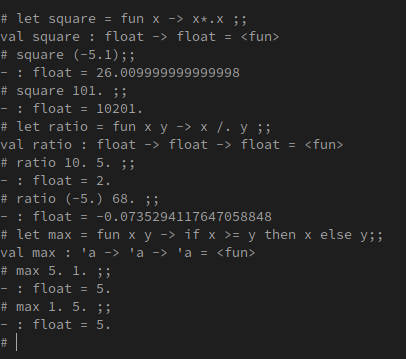 # let square = fun x -> x*.x ;;
val square : float -> float = <fun>
# square (-5.1);;
- : float = 26.009999999999998
# square 101. ;;
- : float = 10201.
# let ratio = fun x y -> x /. y ;;
val ratio : float -> float -> float = <fun>
# ratio 10. 5. ;;
- : float = 2.
# ratio (-5.) 68. ;;
- : float = -0.0735294117647058848
# let max = fun x y -> if x >= y then x else y;;
val max : 'a -> 'a -> 'a = <fun>
# max 5. 1. ;;
- : float = 5.
# max 1. 5. ;;
- : float = 5.
#